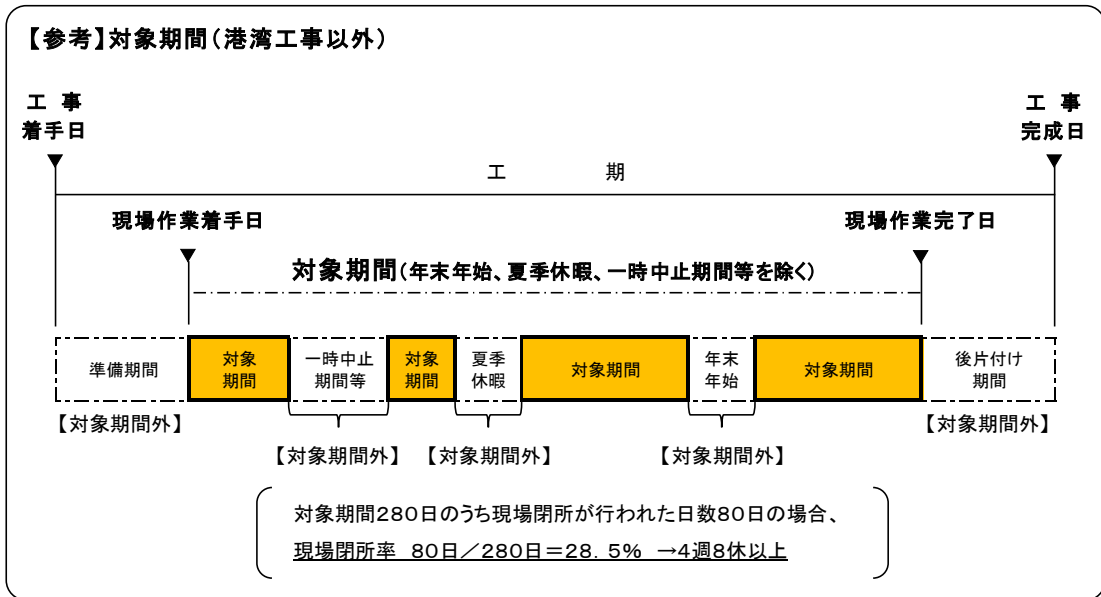 【参考】対象期間(港湾工事以外)
工 事
着手日
工 事
完成日
工 期
現場作業着手日
現場作業完了日
対象期間(年末年始、夏季休暇、一時中止期間等を除く)
準備期間
対象
期間
一時中止
期間等
対象
期間
夏季
休暇
対象期間
年末
年始
対象期間
後片付け
期間
【対象期間外】
【対象期間外】
【対象期間外】
【対象期間外】
【対象期間外】
対象期間280日のうち現場閉所が行われた日数80日の場合、
現場閉所率 80日/280日=28.5% →4週8休以上